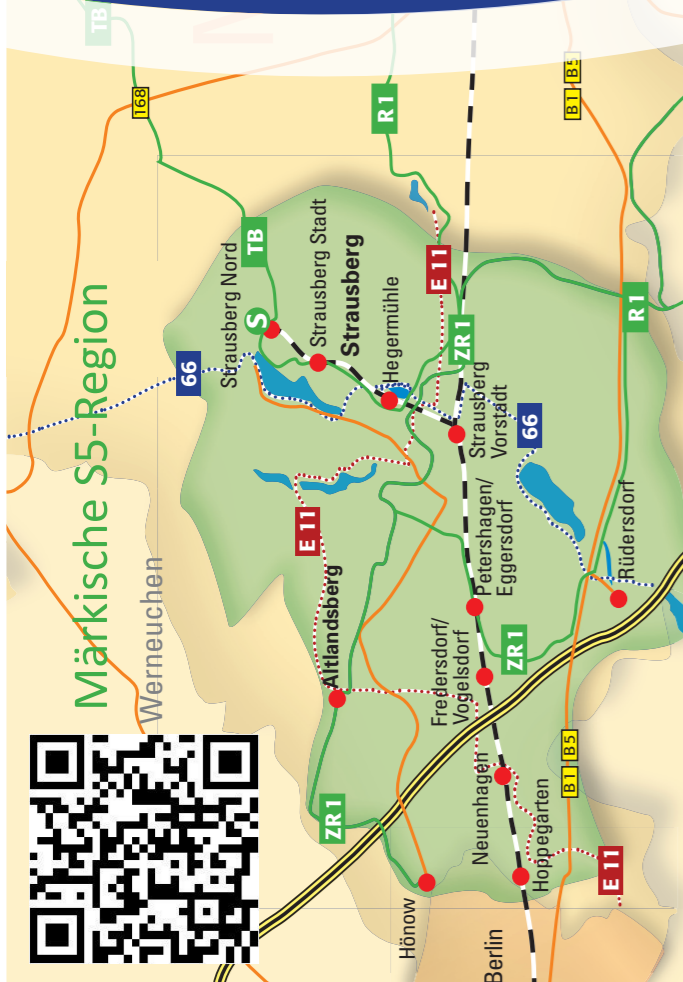 Märkische S5-Region
Werneuchen
TB
168
R1
B1
B5
66
Strausberg Nord
S
TB
Strausberg Stadt
Strausberg
Hegermühle
E 11
ZR1
Strausberg
Vorstadt
66
R1
E 11
Altlandsberg
Petershagen/
Eggersdorf
Rüdersdorf
Fredersdorf/
Vogelsdorf
ZR1
ZR1
Neuenhagen
B1
B5
Hönow
Hoppegarten
E 11
Berlin